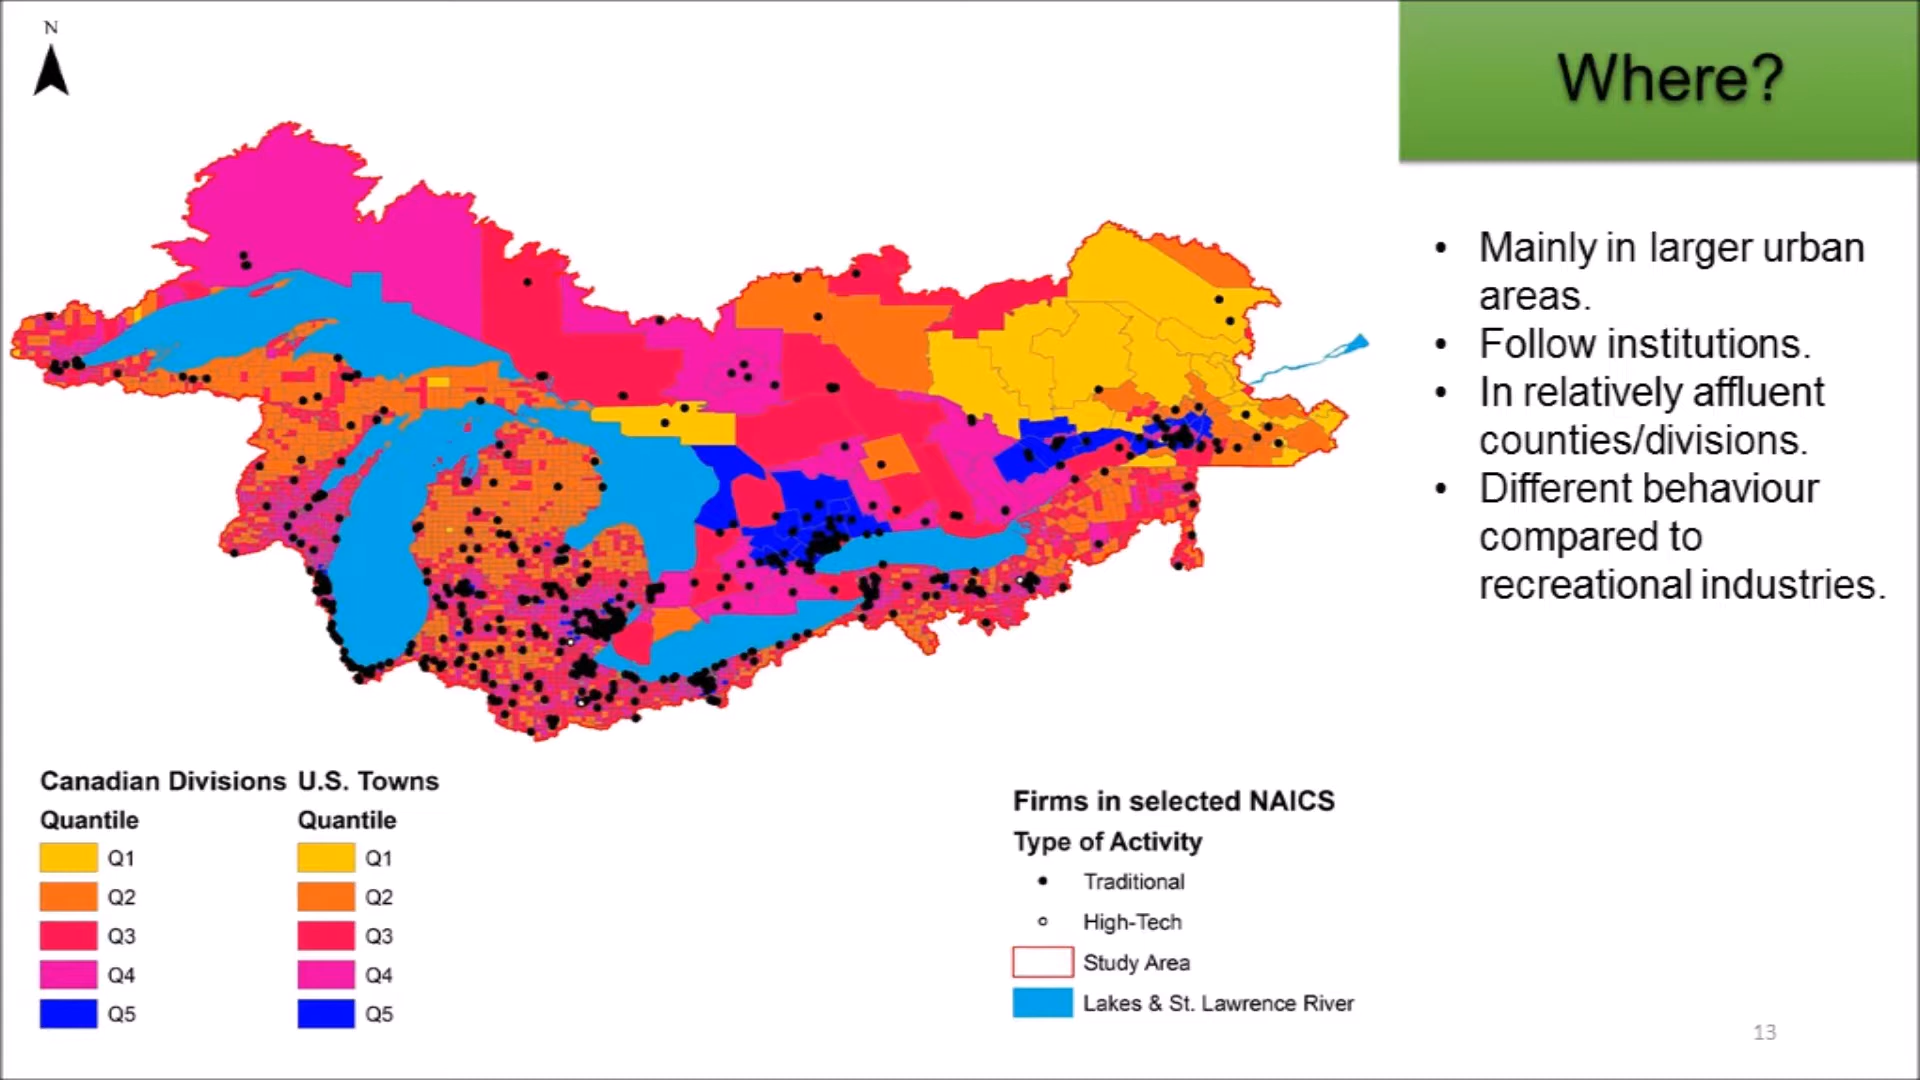 N
Where?
• Mainly in larger urban
areas.
• Follow institutions.
• In relatively affluent
counties/divisions.
• Different behaviour
compared to
recreational industries.
Canadian Divisions U.S. Towns
Quantile Quantile
Q1 Q1
Q2 Q2
Q3 Q3
Q4 Q4
Q5 Q5
Firms in selected NAICS
Type of Activity
Traditional
High-Tech
Study Area
Lakes & St. Lawrence River
13